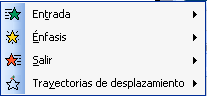 Entrada
Énfasis
Salir
Trayectorias de desplazamiento